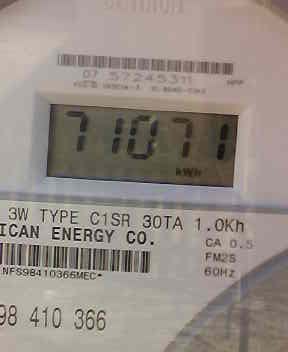 07 57245311
71071
kWh
3W TYPE C1SR 30TA 1.0Kh
ICAN ENERGY CO.
CA 0.5
FM2S
60Hz
NFS98410366MEC*
98 410 366